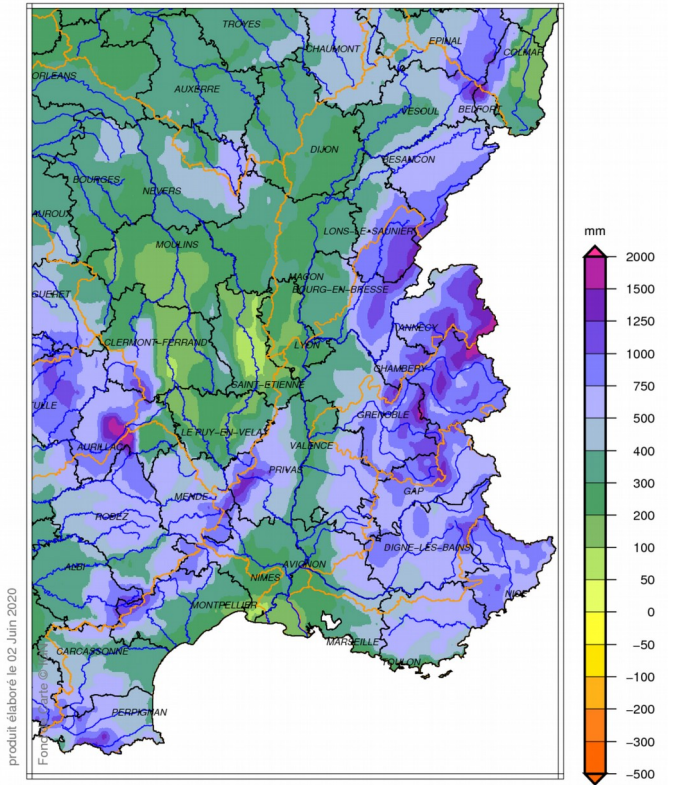 TROYES
EPINAL
CHAUMONT
COLMAR
ORLEANS
AUXERRE
VESOUL
BELFORT
DIJON
BESANCON
BOURGES
NEVERS
AUROUX
LONS-LE-SAUNIER
MOULINS
MACON
BOURG-EN-BRESSE
GUERET
ANNECY
CLERMONT-FERRAND
LYON
CHAMBERY
SAINT-ETIENNE
TULLE
GRENOBLE
LE PUY-EN-VELAY
AURILLAC
VALENCE
PRIVAS
GAP
MENDE
RODEZ
DIGNE-LES-BAINS
ALBI
AVIGNON
NIMES
NICE
MONTPELLIER
MARSEILLE
CARCASSONNE
TOULON
PERPIGNAN
mm
2000
1500
1250
1000
750
500
400
300
200
100
50
0
−50
−100
−200
−300
−500
produit élaboré le 02 Juin 2020